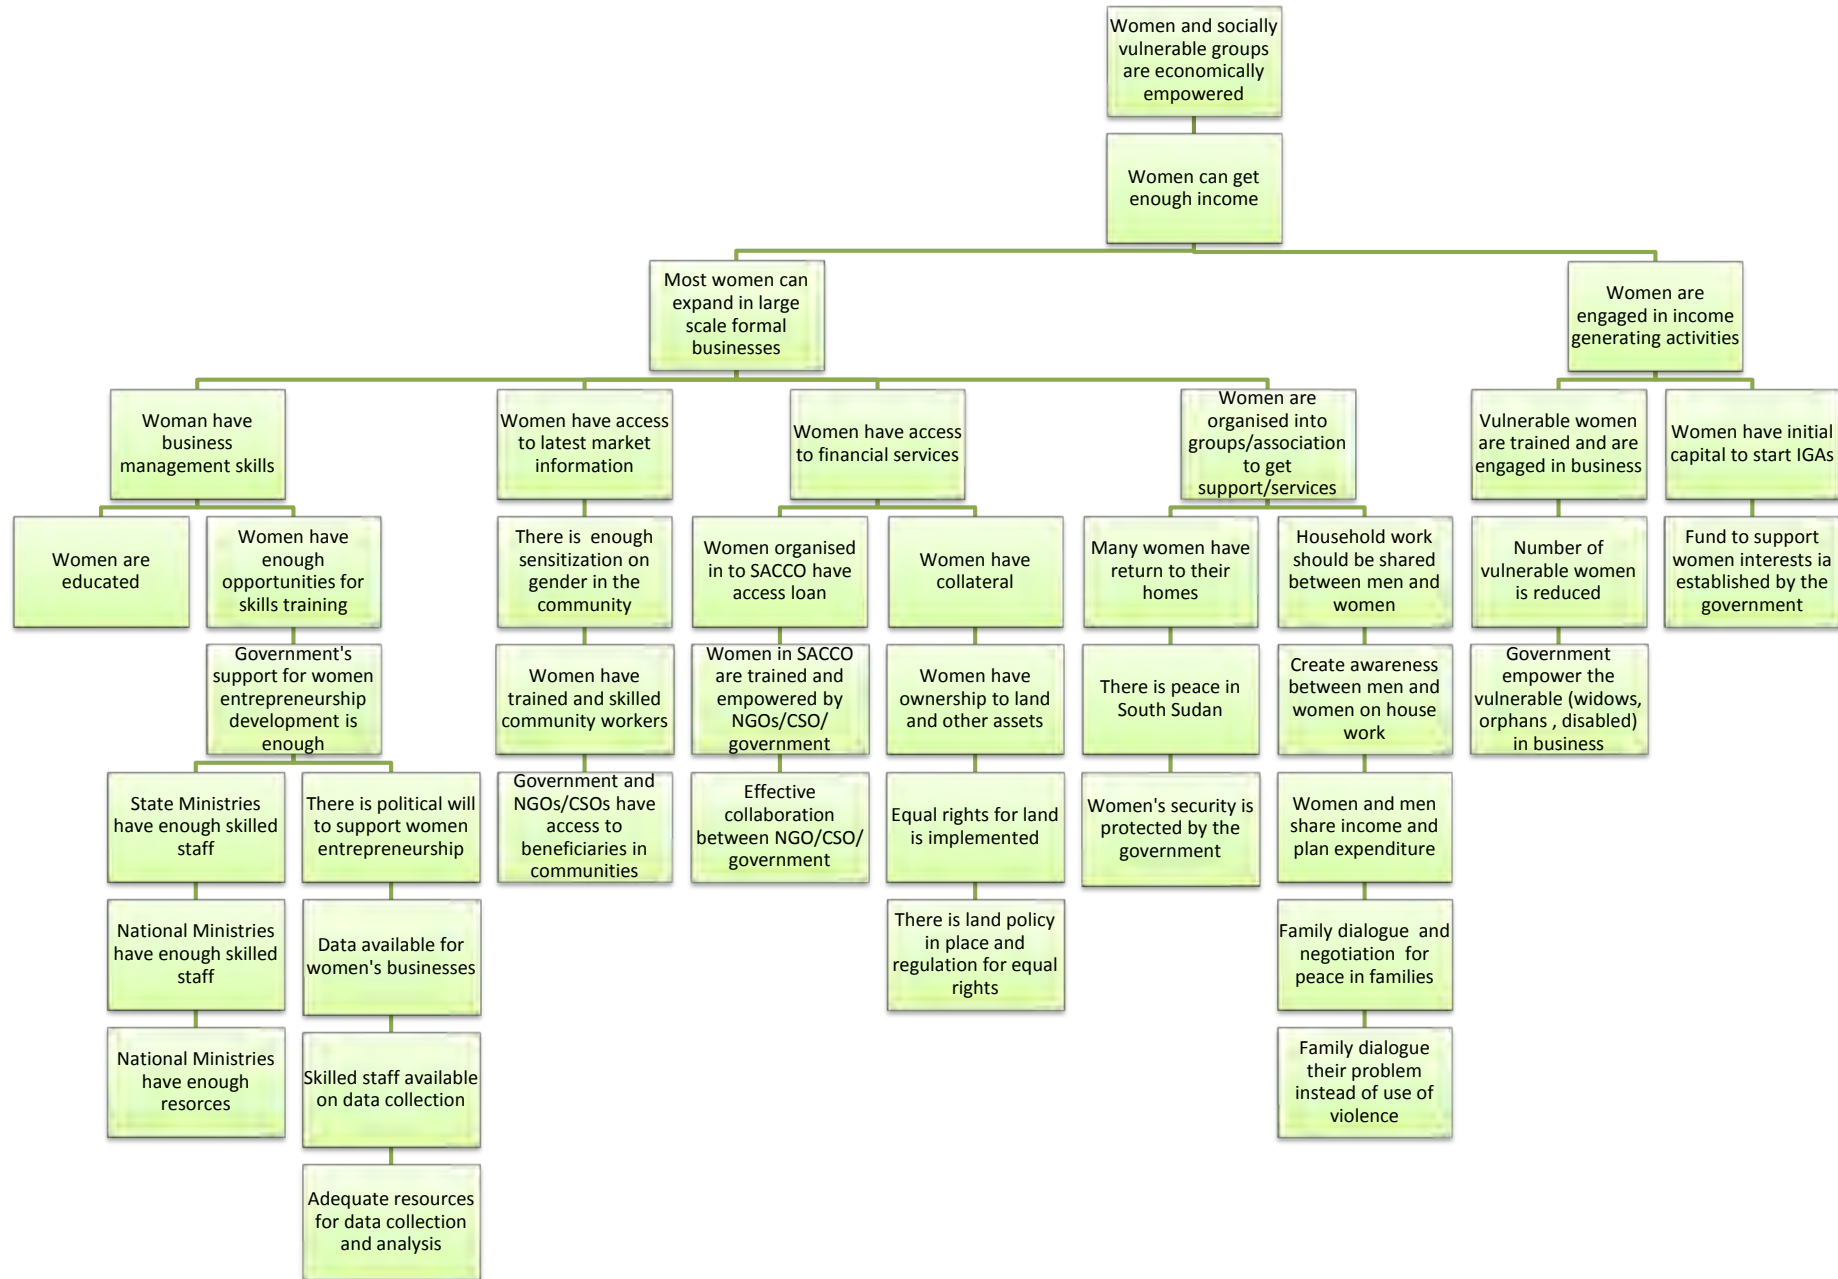 Women and socially
vulnerable groups
are economically
empowered
Women can get
enough income
Most women can
expand in large
scale formal
businesses
Women are
engaged in income
generating activities
Woman have
business
management skills
Women have access
to latest market
information
Women have access
to financial services
Women are
organised into
groups/association
to get
support/services
Vulnerable women
are trained and are
engaged in business
Women have initial
capital to start IGAs
Women are
educated
Women have
enough
opportunities for
skills training
There is enough
sensitization on
gender in the
community
Women organised
in to SACCO have
access loan
Women have
collateral
Many women have
return to their
homes
Household work
should be shared
between men and
women
Number of
vulnerable women
is reduced
Fund to support
women interests ia
established by the
government
Government's
support for women
entrepreneurship
development is
enough
Women have
trained and skilled
community workers
Women in SACCO
are trained and
empowered by
NGOs/CSO/
government
Women have
ownership to land
and other assets
There is peace in
South Sudan
Create awareness
between men and
women on house
work
Government
empower the
vulnerable (widows,
orphans , disabled)
in business
State Ministries
have enough skilled
staff
There is political will
to support women
entrepreneurship
Government and
NGOs/CSOs have
access to
beneficiaries in
communities
Effective
collaboration
between NGO/CSO/
government
Equal rights for land
is implemented
Women's security is
protected by the
government
Women and men
share income and
plan expenditure
National Ministries
have enough skilled
staff
Data available for
women's businesses
There is land policy
in place and
regulation for equal
rights
Family dialogue and
negotiation for
peace in families
National Ministries
have enough
resorces
Skilled staff available
on data collection
Family dialogue
their problem
instead of use of
violence
Adequate resources
for data collection
and analysis